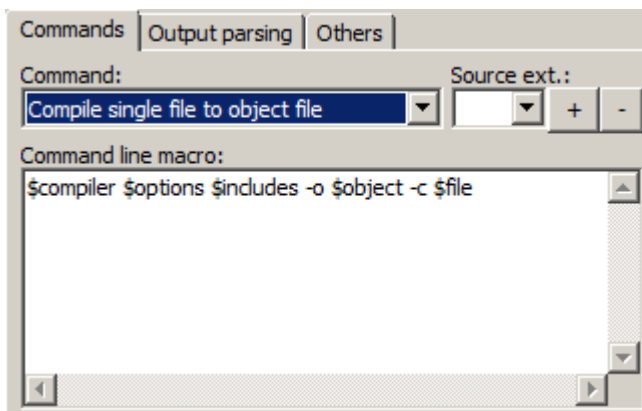 Commands Output parsing Others
Command: Source ext.:
Compile single file to object file + -
Command line macro:
$compiler $options $includes -o $object -c $file